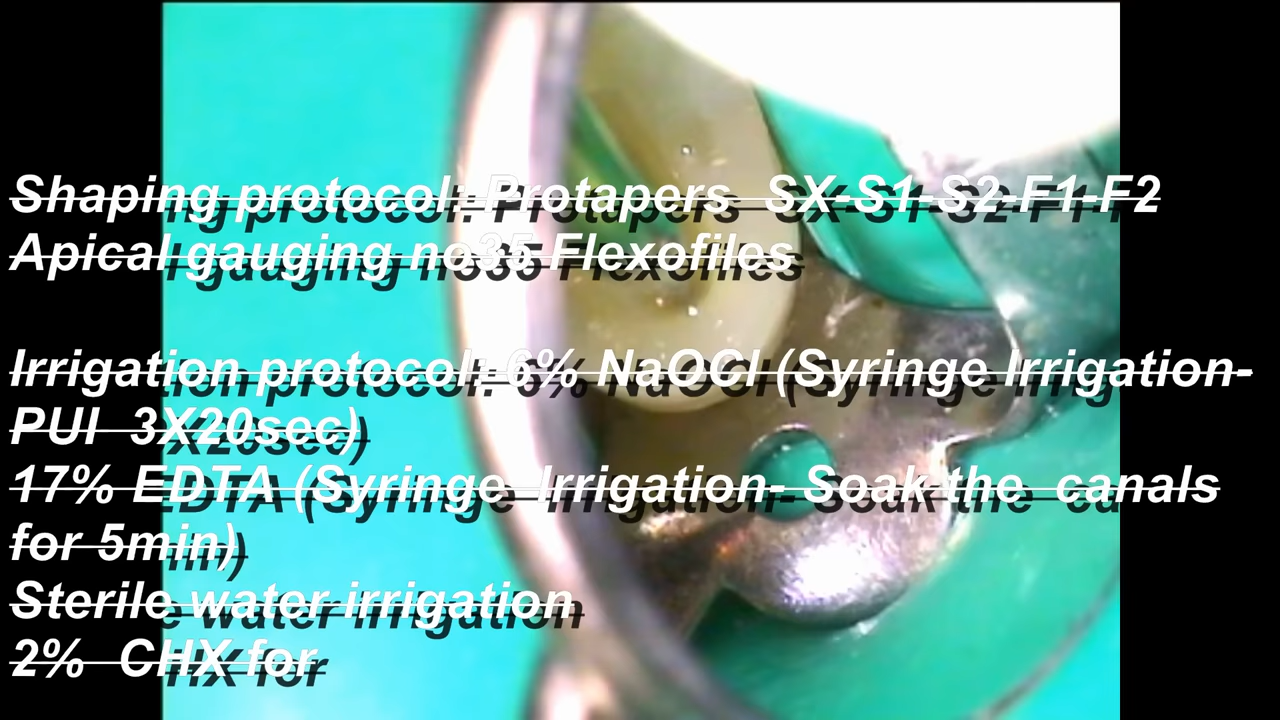 Shaping protocol: Protapers SX-S1-S2-F1-F2
Apical gauging no35 Flexofiles
Irrigation protocol: 6% NaOCl (Syringe Irrigation-
PUI 3X20sec)
17% EDTA (Syringe Irrigation- Soak the canals
for 5min)
Sterile water irrigation
2% CHX for